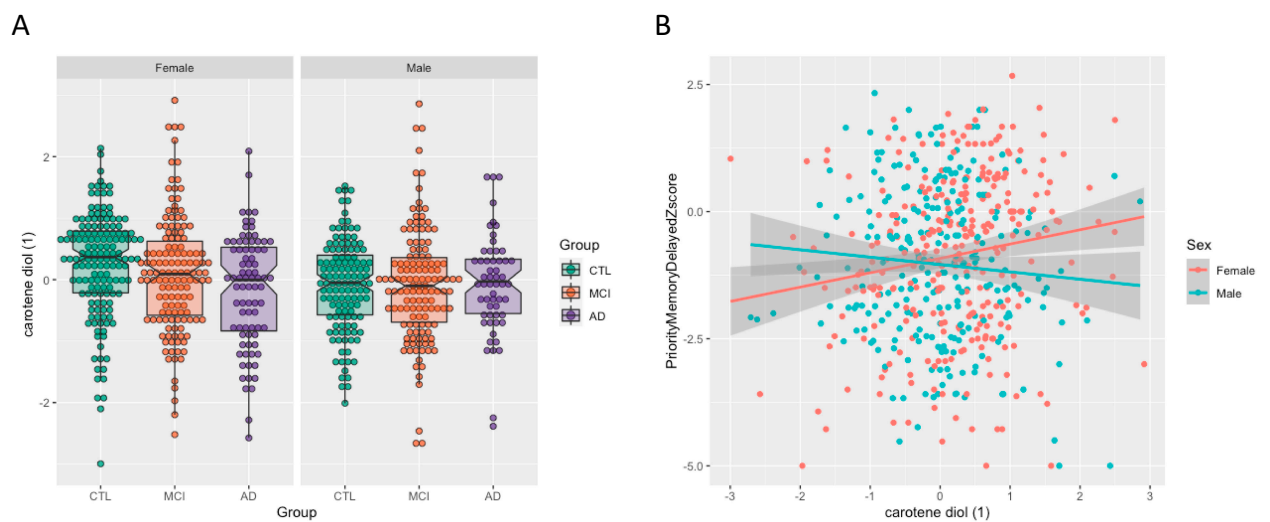 A
B
Female
Male
carotene diol (1)
2
0
-2
CTL
MCI
AD
CTL
MCI
AD
Group
Group
CTL
MCI
AD
PriorityMemoryDelayedZscore
2.5
0.0
-2.5
-5.0
-3
-2
-1
0
1
2
3
carotene diol (1)
Sex
Female
Male